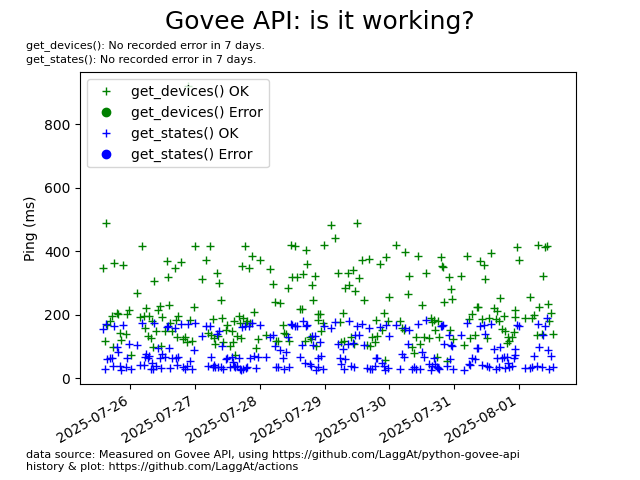 Govee API: is it working?
get_devices(): No recorded error in 7 days.
get_states(): No recorded error in 7 days.
get_devices() OK
get_devices() Error
get_states() OK
get_states() Error
Ping (ms)
800
600
400
200
0
2025-07-26
2025-07-27
2025-07-28
2025-07-29
2025-07-30
2025-07-31
2025-08-01
data source: Measured on Govee API, using https://github.com/LaggAt/python-govee-api
history & plot: https://github.com/LaggAt/actions